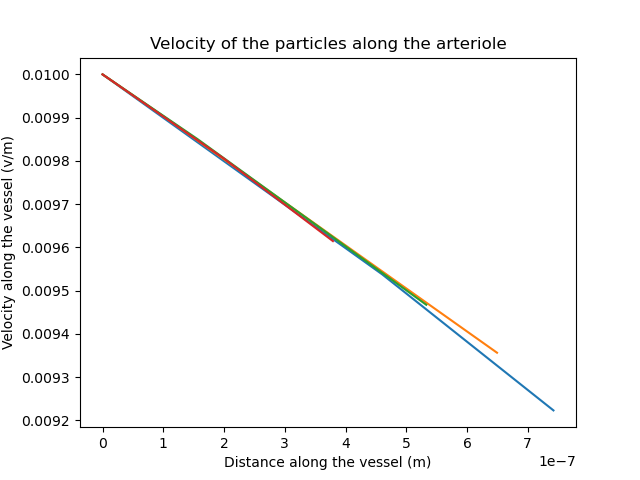 Velocity of the particles along the arteriole
Velocity along the vessel (v/m)
0.0100
0.0099
0.0098
0.0097
0.0096
0.0095
0.0094
0.0093
0.0092
0 1 2 3 4 5 6 7
1e−7
Distance along the vessel (m)